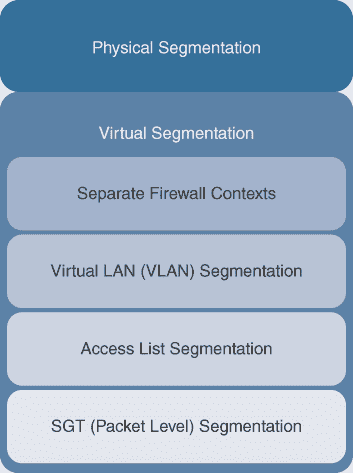 Physical Segmentation
Virtual Segmentation
Separate Firewall Contexts
Virtual LAN (VLAN) Segmentation
Access List Segmentation
SGT (Packet Level) Segmentation